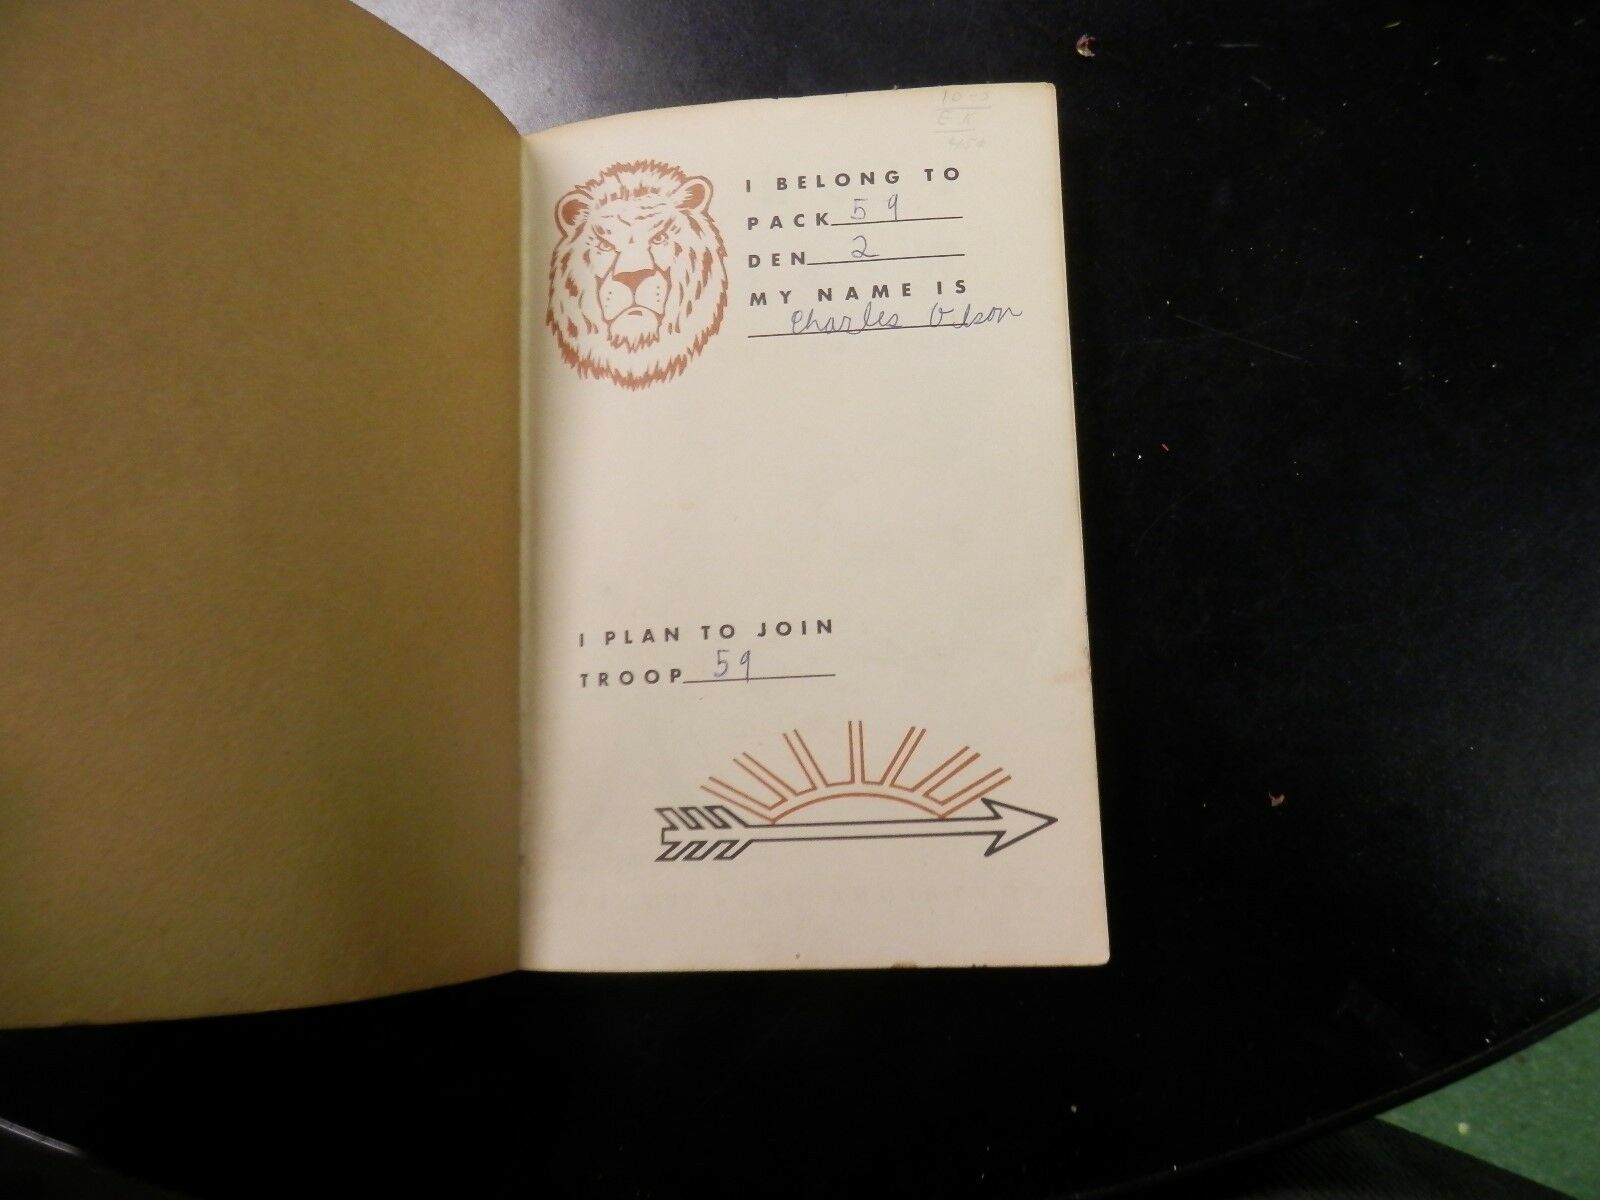 10-5
I BELONG TO
PACK 59
DEN 2
MY NAME IS
Charles Olson
I PLAN TO JOIN
TROOP 59